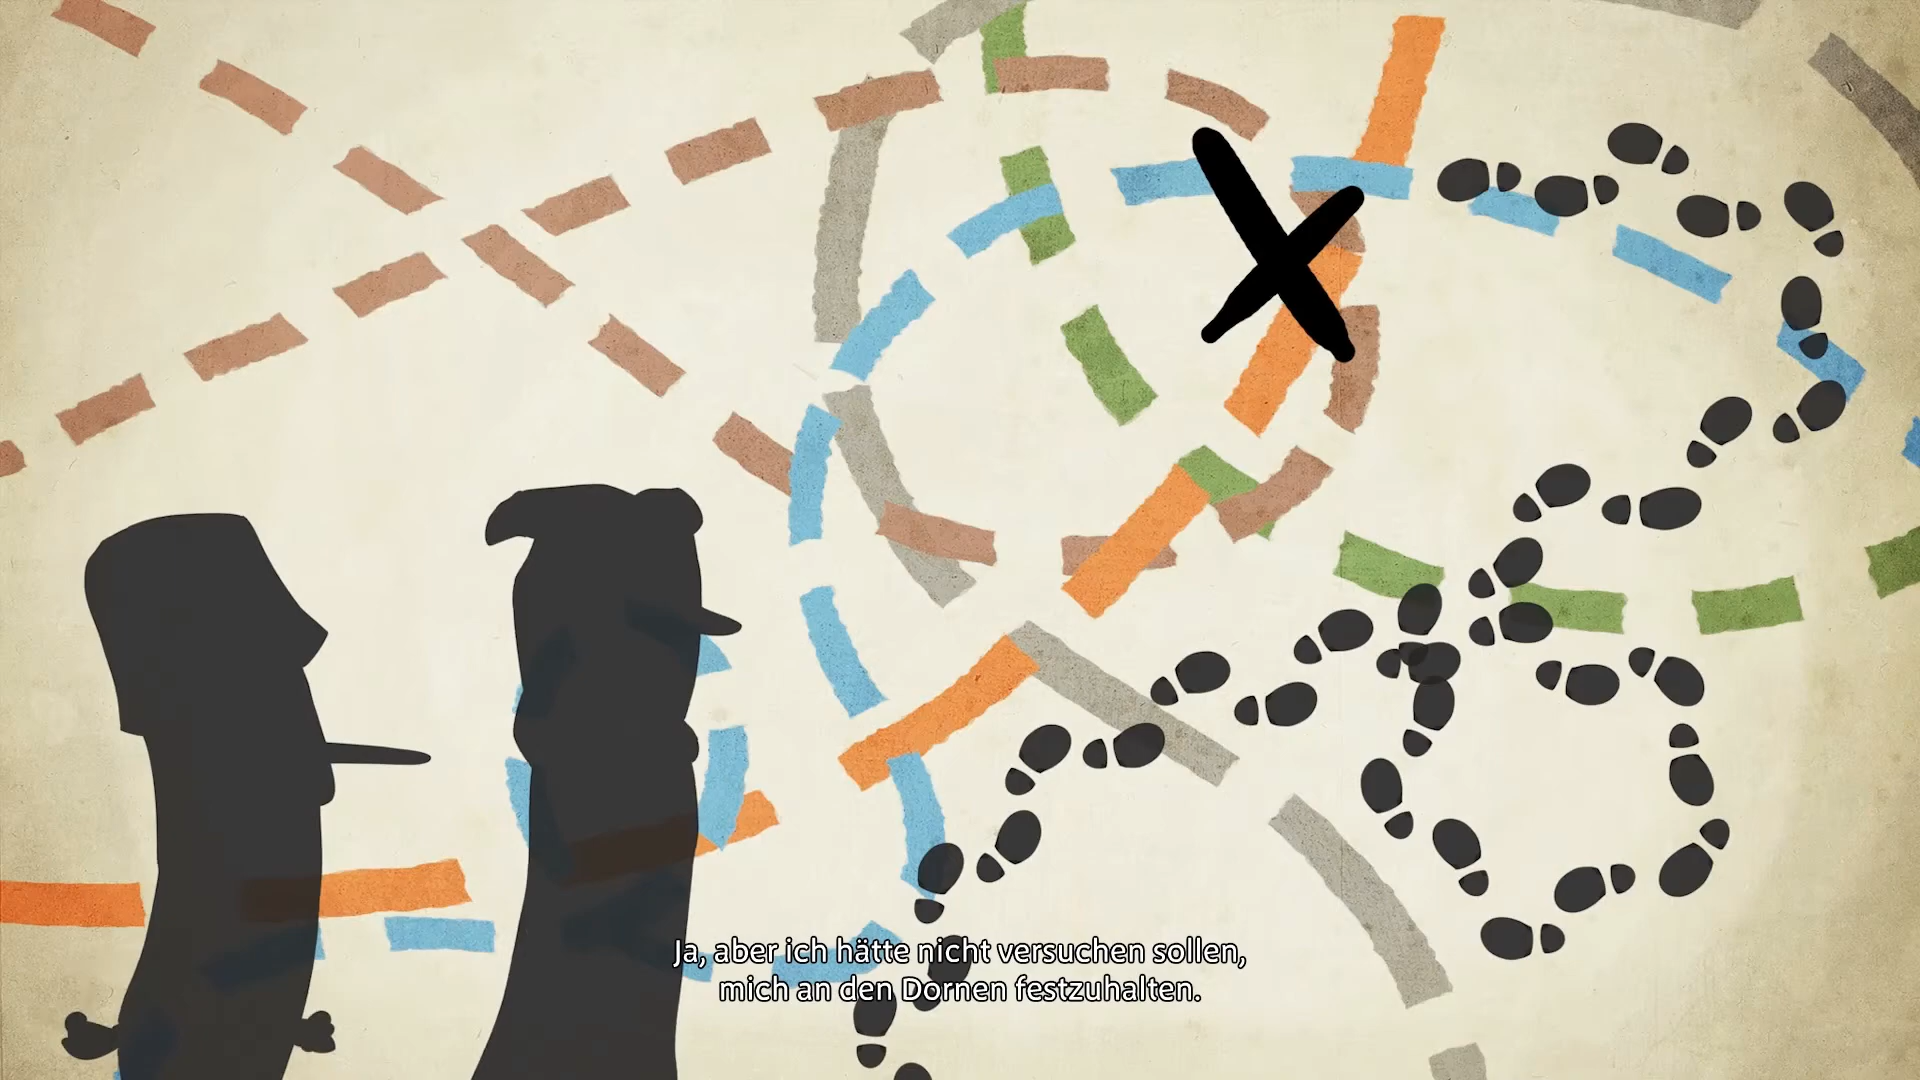 Ja, aber ich hätte nicht versuchen sollen,
mich an den Dornen festzuhalten.